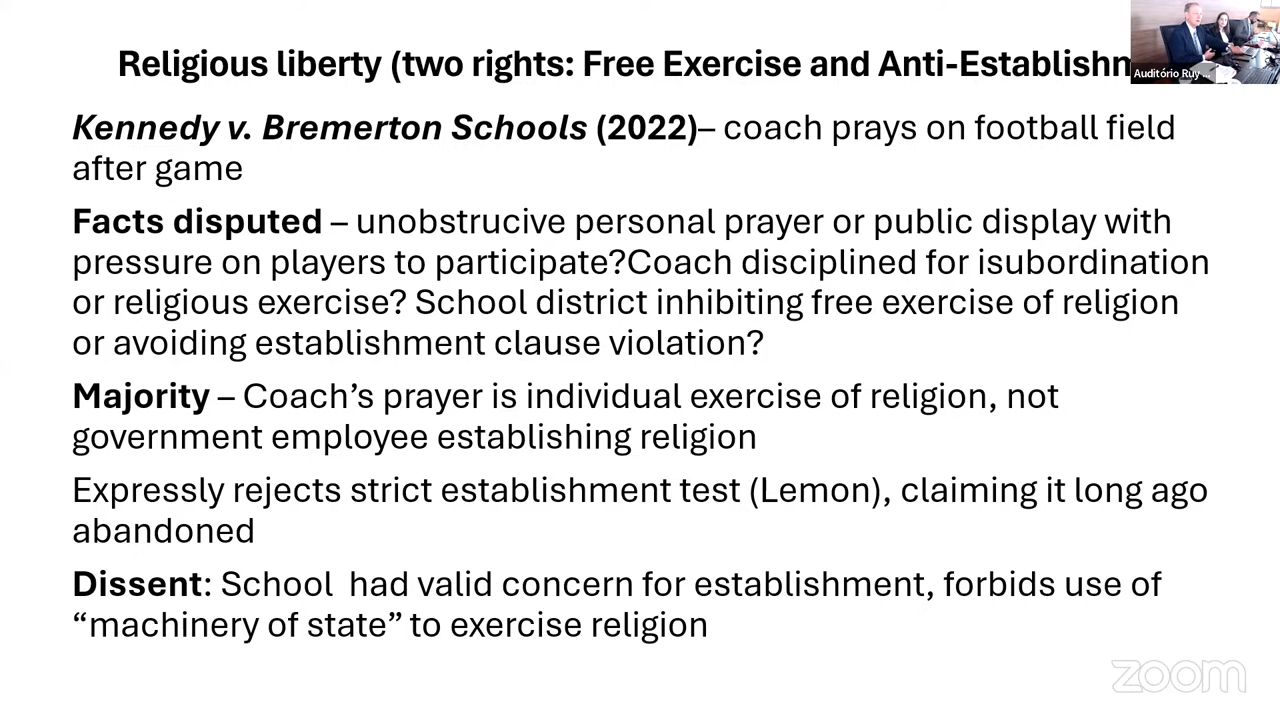 Religious liberty (two rights: Free Exercise and Anti-Establishm
Auditório Ruy ...
Kennedy v. Bremerton Schools (2022)– coach prays on football field
after game
Facts disputed – unobstrucive personal prayer or public display with
pressure on players to participate?Coach disciplined for isubordination
or religious exercise? School district inhibiting free exercise of religion
or avoiding establishment clause violation?
Majority – Coach’s prayer is individual exercise of religion, not
government employee establishing religion
Expressly rejects strict establishment test (Lemon), claiming it long ago
abandoned
Dissent: School  had valid concern for establishment, forbids use of
“machinery of state” to exercise religion
zoom